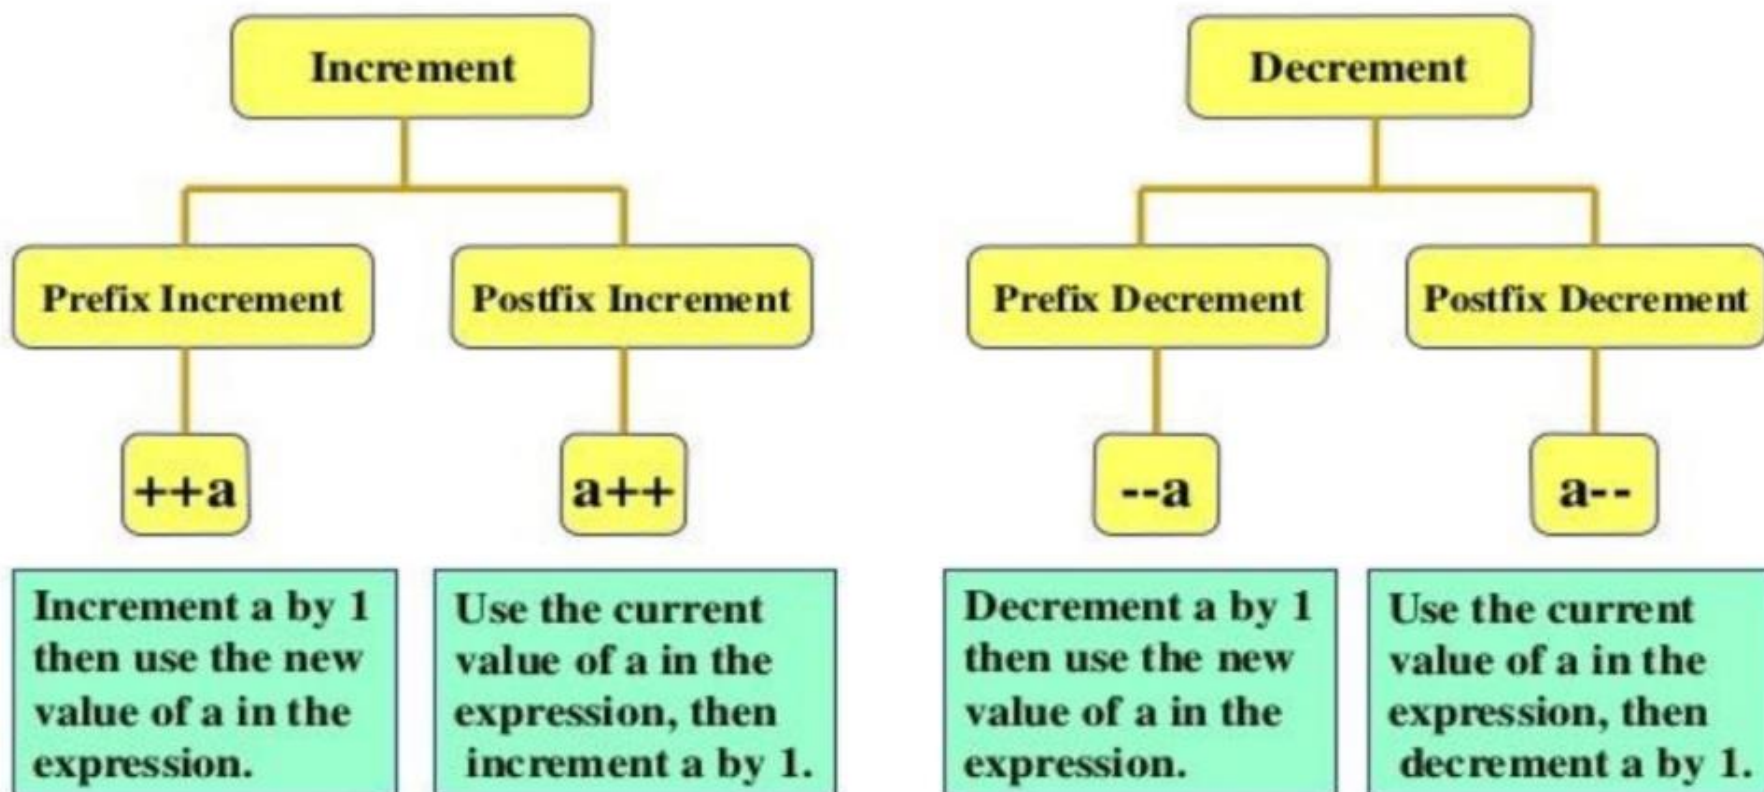 Increment
Prefix Increment
Postfix Increment
++a
a++
Increment a by 1
then use the new
value of a in the
expression.
Use the current
value of a in the
expression, then
increment a by 1.
Decrement
Prefix Decrement
Postfix Decrement
--a
a--
Decrement a by 1
then use the new
value of a in the
expression.
Use the current
value of a in the
expression, then
decrement a by 1.